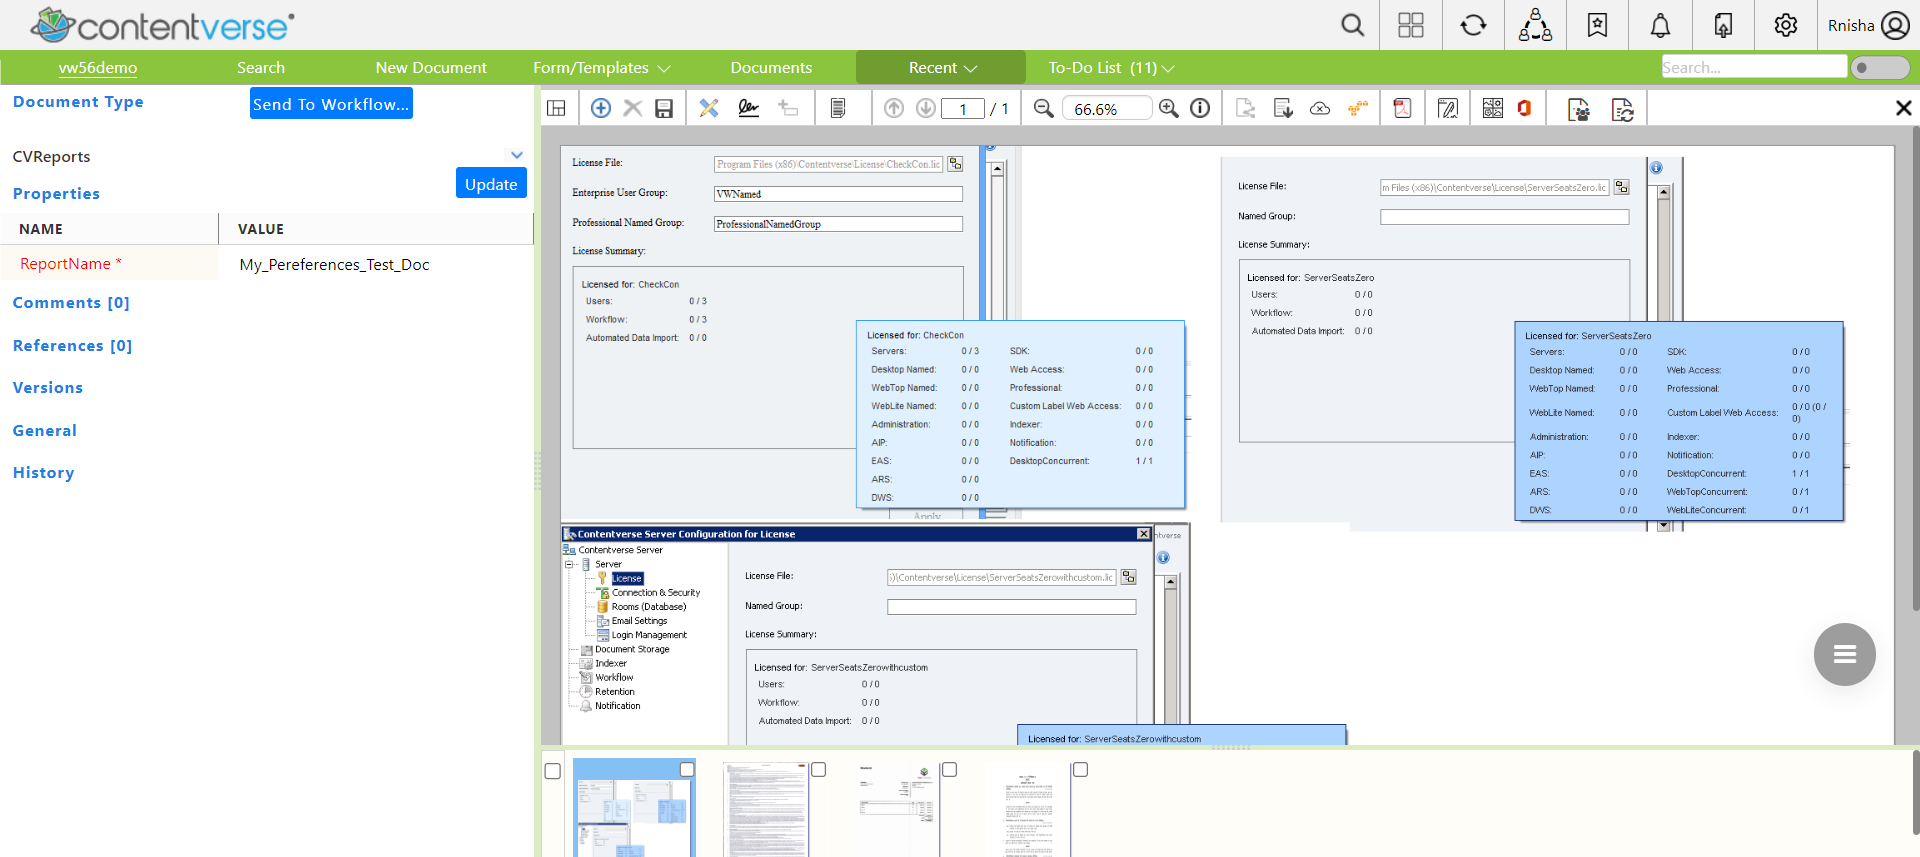 contentverse
Rnisha
vw56demo
Search
New Document
Form/Templates
Documents
Recent
To-Do List (11)
Search...
Document Type
Send To Workflow...
CVReports
Update
Properties
NAME VALUE
ReportName * My_Pereferences_Test_Doc
Comments [0]
References [0]
Versions
General
History
1 / 1
66.6%
License File: Program Files (x86)\Contentverse\License\CheckCon.lic
Enterprise User Group: VWNamed
Professional Named Group: ProfessionalNamedGroup
License Summary:
Licensed for: CheckCon
Users: 0 / 3
Workflow: 0 / 3
Automated Data Import: 0 / 0
Licensed for: CheckCon
Servers: 0 / 3 SDK: 0 / 0
Desktop Named: 0 / 0 Web Access: 0 / 0
WebTop Named: 0 / 0 Professional: 0 / 0
WebLite Named: 0 / 0 Custom Label Web Access: 0 / 0
Administration: 0 / 0 Indexer: 0 / 0
AIP: 0 / 0 Notification: 0 / 0
EAS: 0 / 0 DesktopConcurrent: 1 / 1
ARS: 0 / 0
DWS: 0 / 0
Apply
License File: m Files (x86)\Contentverse\License\ServerSeatsZero.lic
Named Group:
License Summary:
Licensed for: ServerSeatsZero
Users: 0 / 0
Workflow: 0 / 0
Automated Data Import: 0 / 0
Licensed for: ServerSeatsZero
Servers: 0 / 0 SDK: 0 / 0
Desktop Named: 0 / 0 Web Access: 0 / 0
WebTop Named: 0 / 0 Professional: 0 / 0
WebLite Named: 0 / 0 Custom Label Web Access: 0 / 0 (0 /
0)
Administration: 0 / 0 Indexer: 0 / 0
AIP: 0 / 0 Notification: 0 / 0
EAS: 0 / 0 DesktopConcurrent: 1 / 1
ARS: 0 / 0 WebTopConcurrent: 0 / 1
DWS: 0 / 0 WebLiteConcurrent: 0 / 1
Contentverse Server Configuration for License
ntverse
Contentverse Server
Server
License
Connection & Security
Rooms (Database)
Email Settings
Login Management
Document Storage
Indexer
Workflow
Retention
Notification
License File: i)\Contentverse\License\ServerSeatsZerowithcustom.lic
Named Group:
License Summary:
Licensed for: ServerSeatsZerowithcustom
Users: 0 / 0
Workflow: 0 / 0
Automated Data Import: 0 / 0
Licensed for: ServerSeatsZerowithcustom